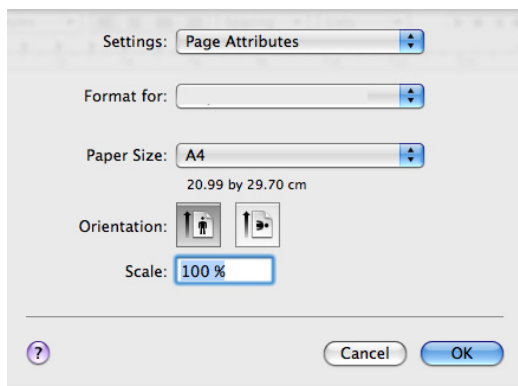 Settings: Page Attributes
Format for:
Paper Size: A4
20.99 by 29.70 cm
Orientation:
Scale: 100 %
? Cancel OK